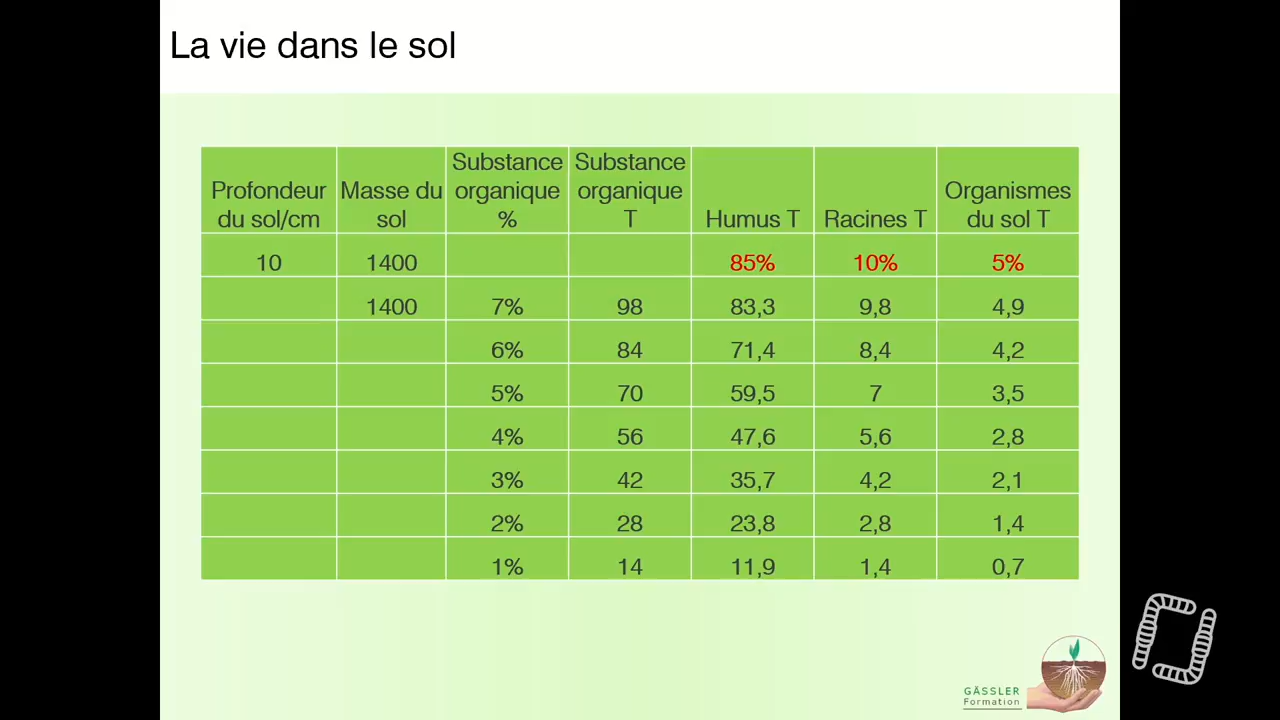 La vie dans le sol
Profondeur du sol/cm Masse du sol Substance organique % Substance organique T Humus T Racines T Organismes du sol T
10 1400 85% 10% 5%
1400 7% 98 83,3 9,8 4,9
6% 84 71,4 8,4 4,2
5% 70 59,5 7 3,5
4% 56 47,6 5,6 2,8
3% 42 35,7 4,2 2,1
2% 28 23,8 2,8 1,4
1% 14 11,9 1,4 0,7
GÄSSLER
Formation